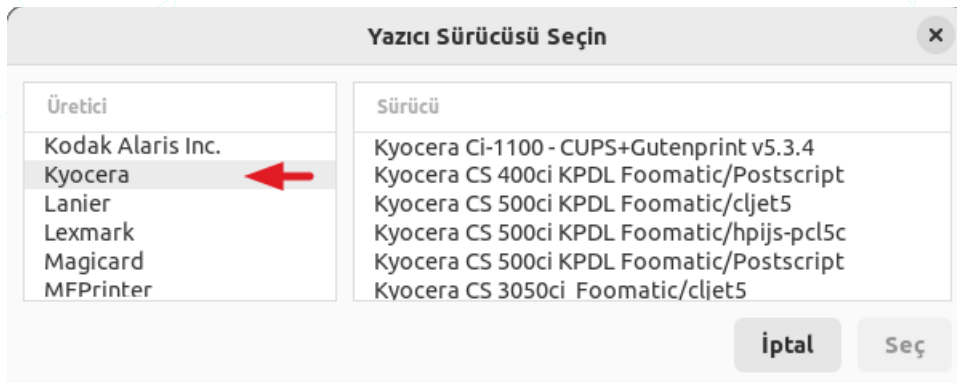 Yazıcı Sürücüsü Seçin
Üretici
Kodak Alaris Inc.
Kyocera
Lanier
Lexmark
Magicard
MFPrinter
Sürücü
Kyocera Ci-1100 - CUPS+Gutenprint v5.3.4
Kyocera CS 400ci KPDL Foomatic/Postscript
Kyocera CS 500ci KPDL Foomatic/cljet5
Kyocera CS 500ci KPDL Foomatic/hpijs-pcl5c
Kyocera CS 500ci KPDL Foomatic/Postscript
Kyocera CS 3050ci Foomatic/cljet5
İptal
Seç